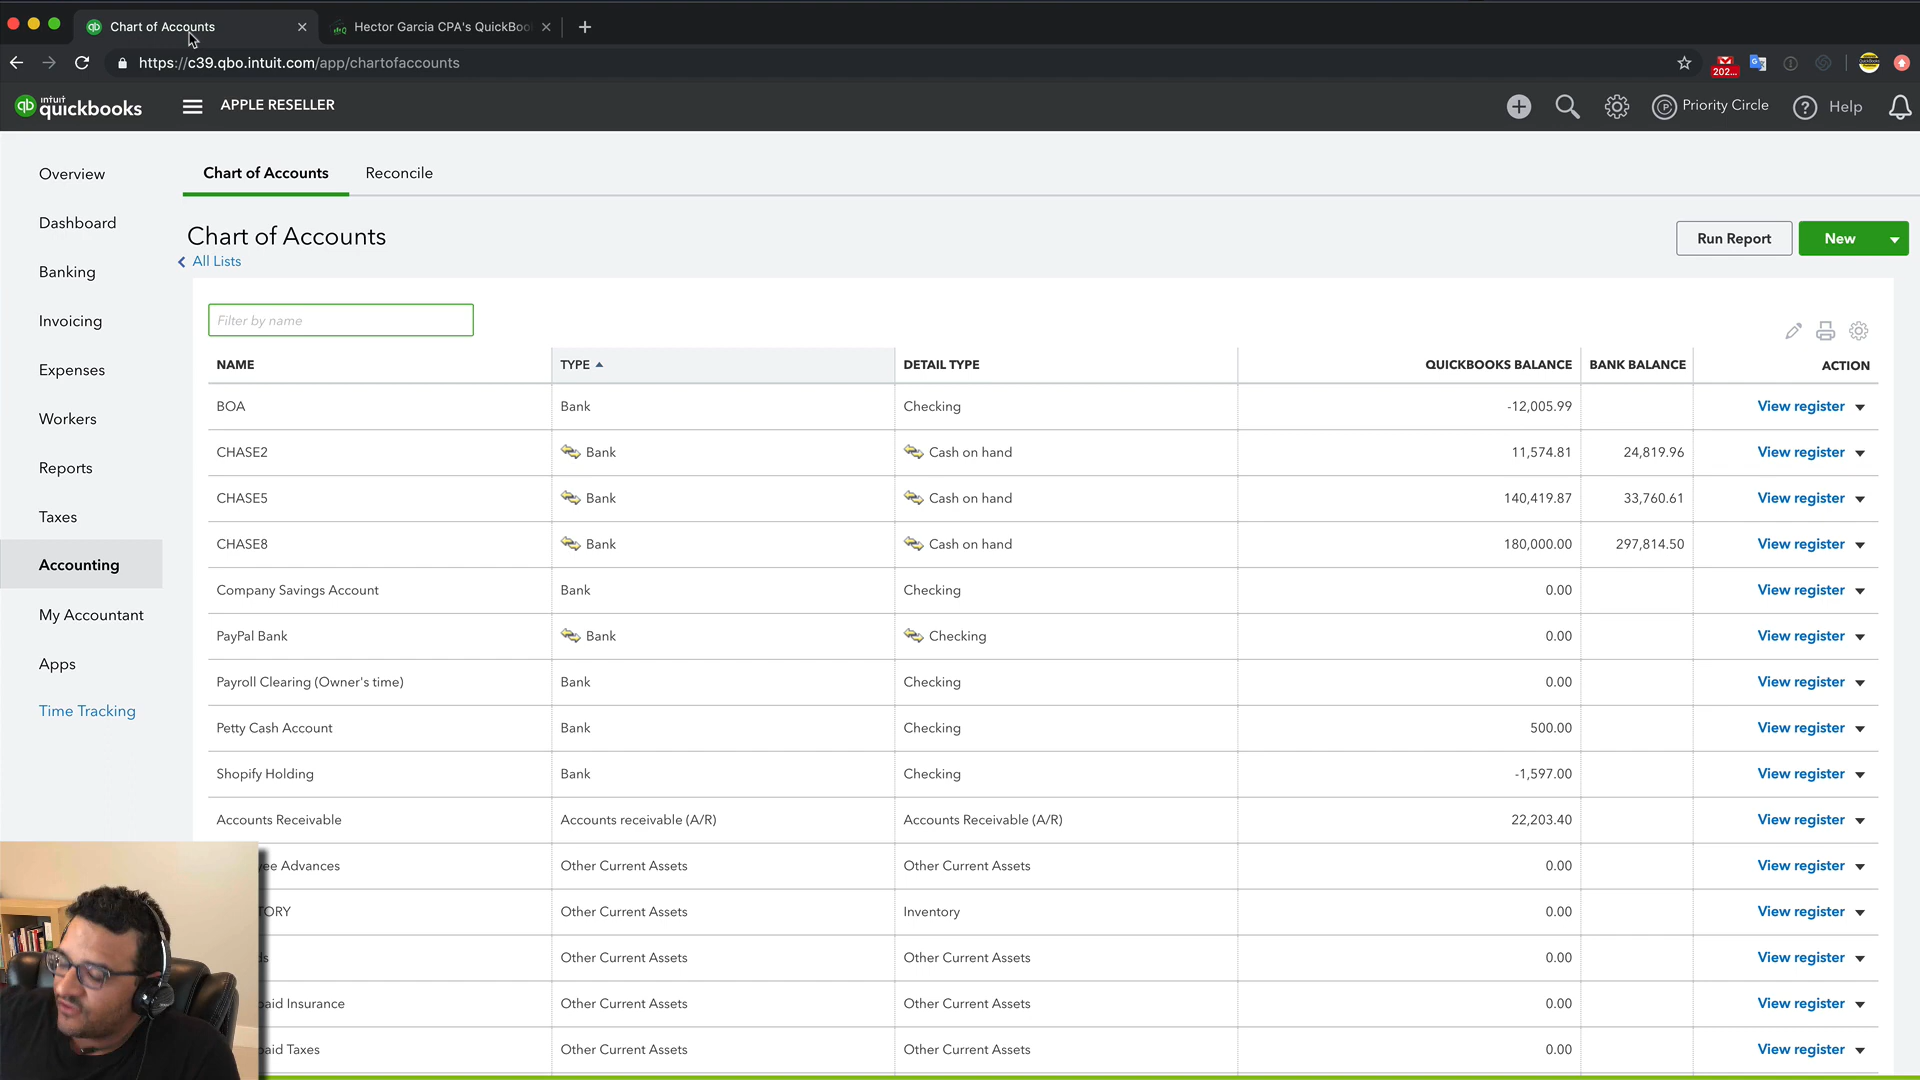 Chart of Accounts
Hector Garcia CPA's QuickBoo
https://c39.qbo.intuit.com/app/chartofaccounts
202...
intuit quickbooks
APPLE RESELLER
Priority Circle
Help
Overview
Dashboard
Banking
Invoicing
Expenses
Workers
Reports
Taxes
Accounting
My Accountant
Apps
Time Tracking
Chart of Accounts Reconcile
Chart of Accounts
All Lists
Run Report New
Filter by name
NAME TYPE DETAIL TYPE QUICKBOOKS BALANCE BANK BALANCE ACTION
BOA Bank Checking -12,005.99 View register
CHASE2 Bank Cash on hand 11,574.81 24,819.96 View register
CHASE5 Bank Cash on hand 140,419.87 33,760.61 View register
CHASE8 Bank Cash on hand 180,000.00 297,814.50 View register
Company Savings Account Bank Checking 0.00 View register
PayPal Bank Bank Checking 0.00 View register
Payroll Clearing (Owner's time) Bank Checking 0.00 View register
Petty Cash Account Bank Checking 500.00 View register
Shopify Holding Bank Checking -1,597.00 View register
Accounts Receivable Accounts receivable (A/R) Accounts Receivable (A/R) 22,203.40 View register
ee Advances Other Current Assets Other Current Assets 0.00 View register
TORY Other Current Assets Inventory 0.00 View register
ds Other Current Assets Other Current Assets 0.00 View register
paid Insurance Other Current Assets Other Current Assets 0.00 View register
paid Taxes Other Current Assets Other Current Assets 0.00 View register